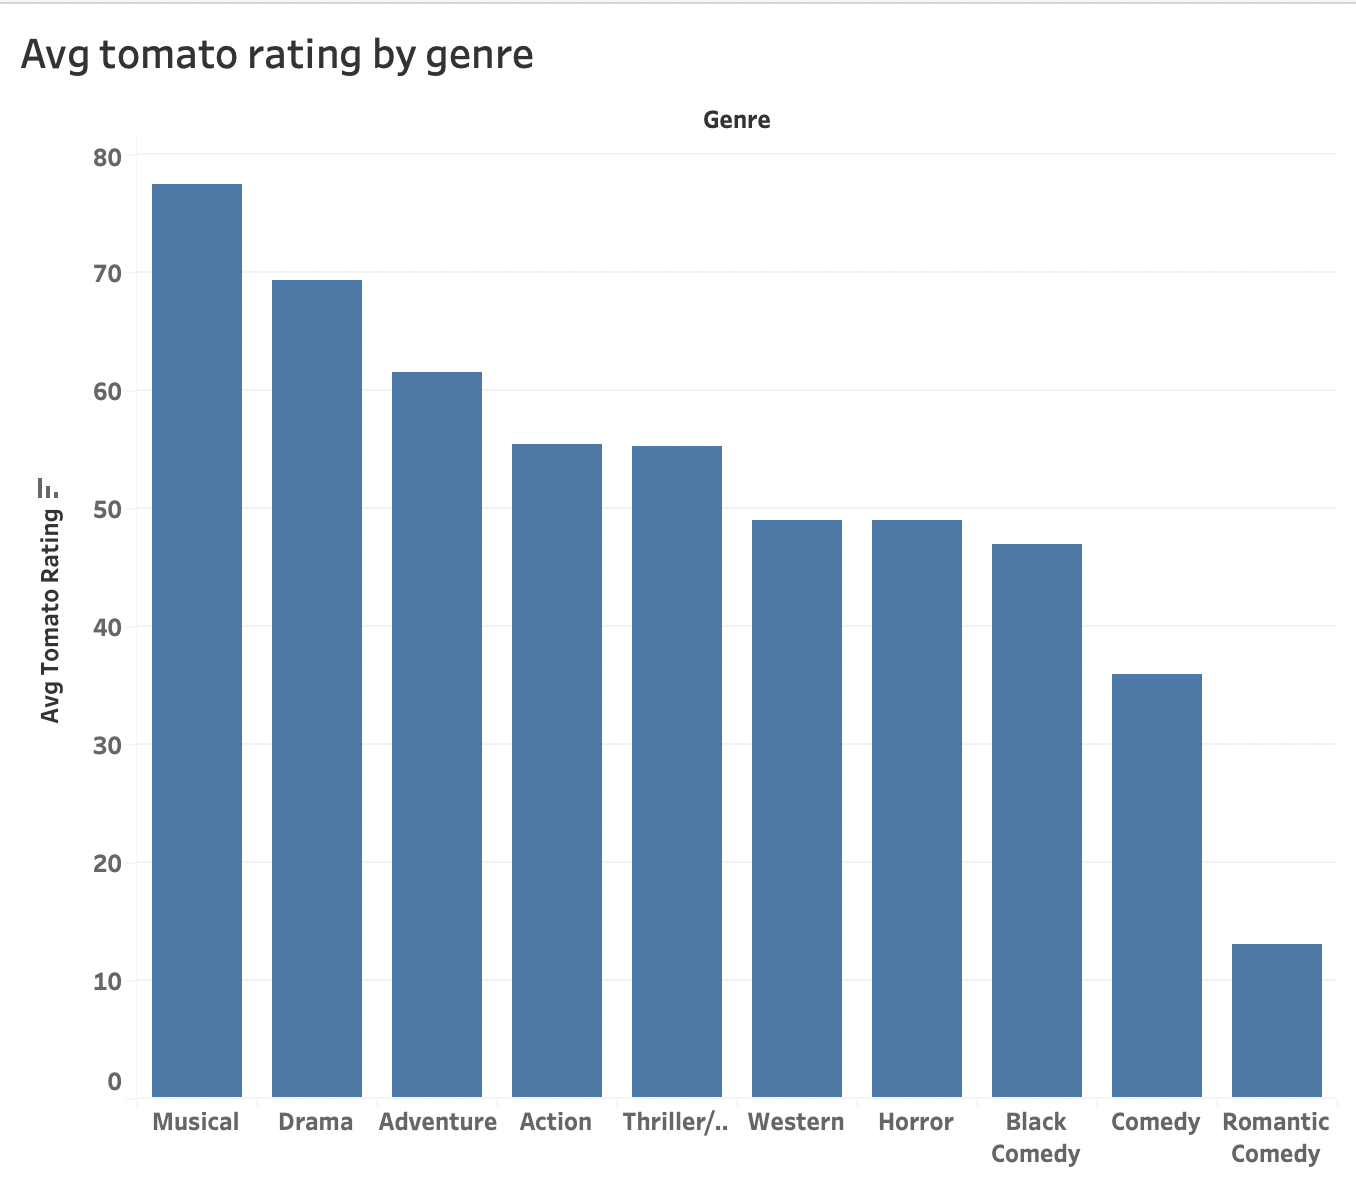 Avg tomato rating by genre
Genre
80
70
60
50
40
30
20
10
0
Avg Tomato Rating
Musical Drama Adventure Action Thriller/.. Western Horror Black Comedy Comedy Romantic Comedy